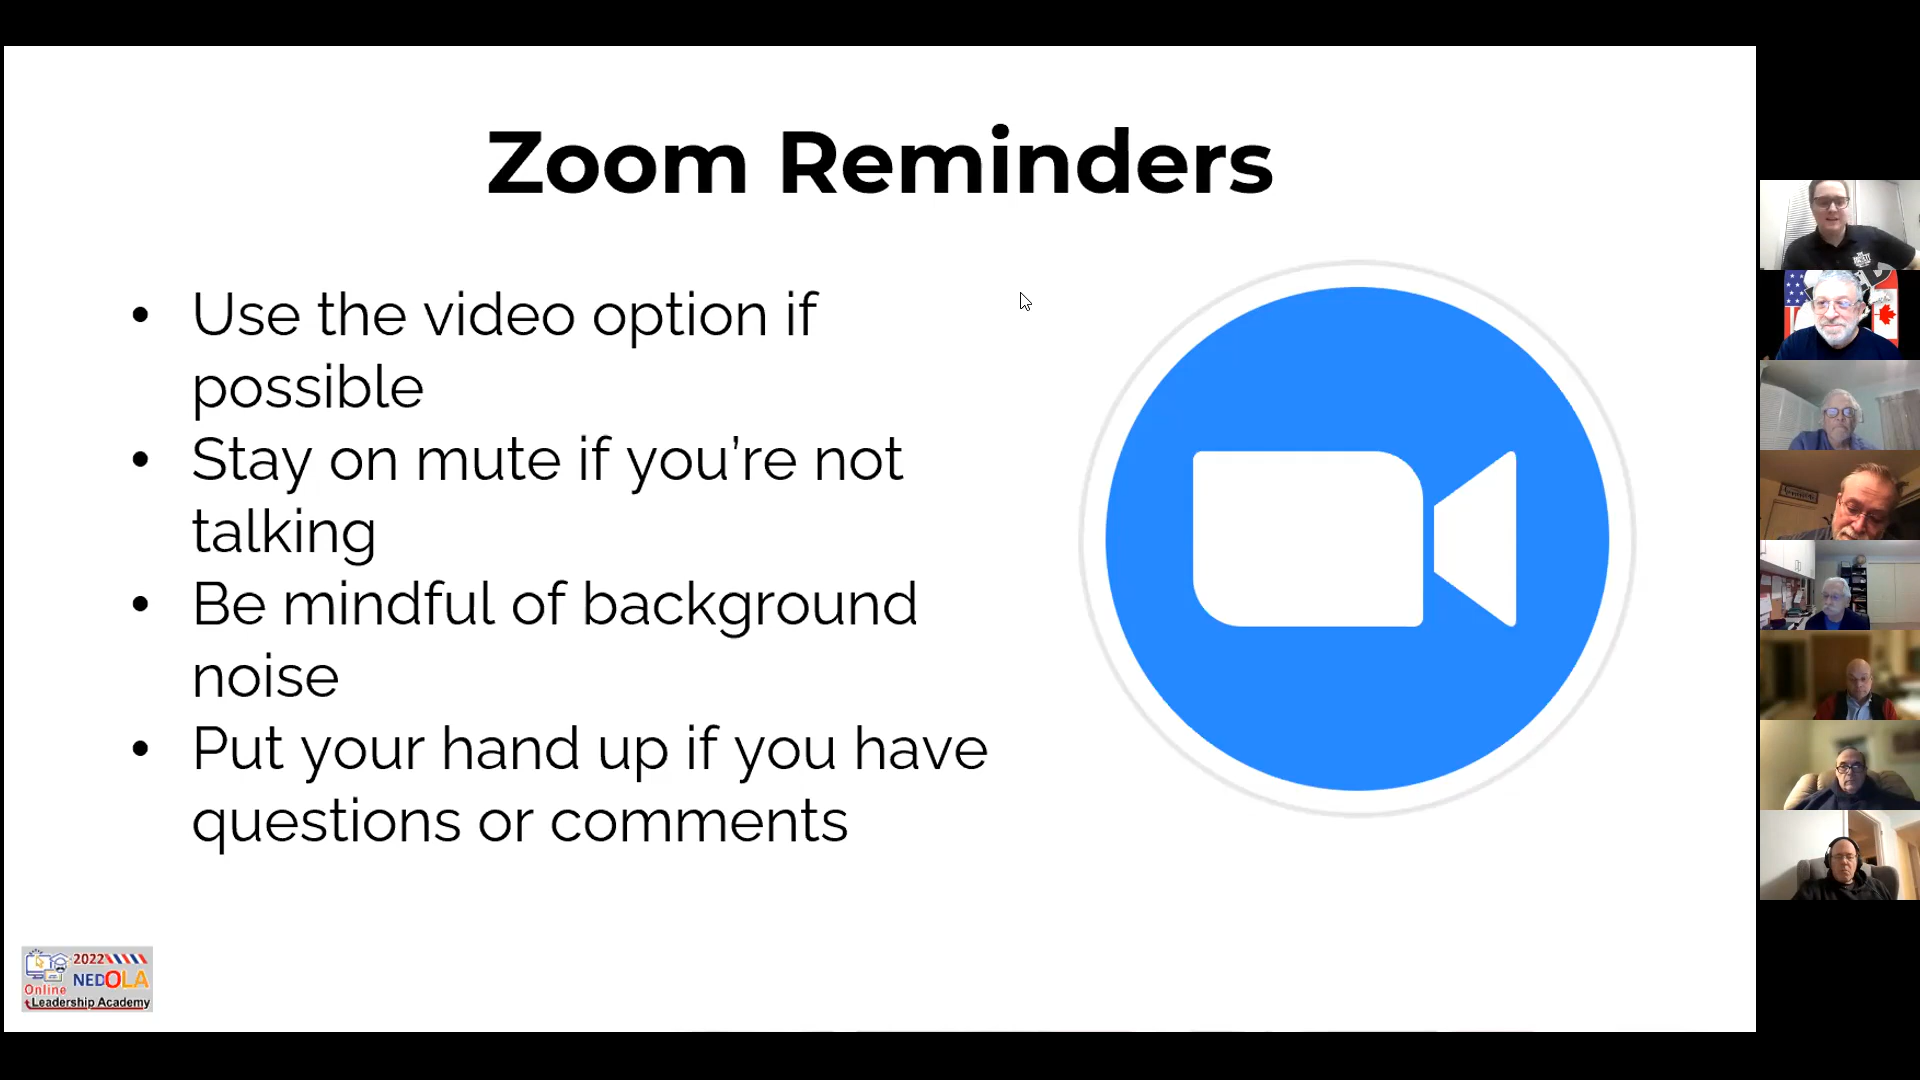 Zoom Reminders
• Use the video option if
possible
• Stay on mute if you’re not
talking
• Be mindful of background
noise
• Put your hand up if you have
questions or comments
2022
NEDOLA
Online
Leadership Academy